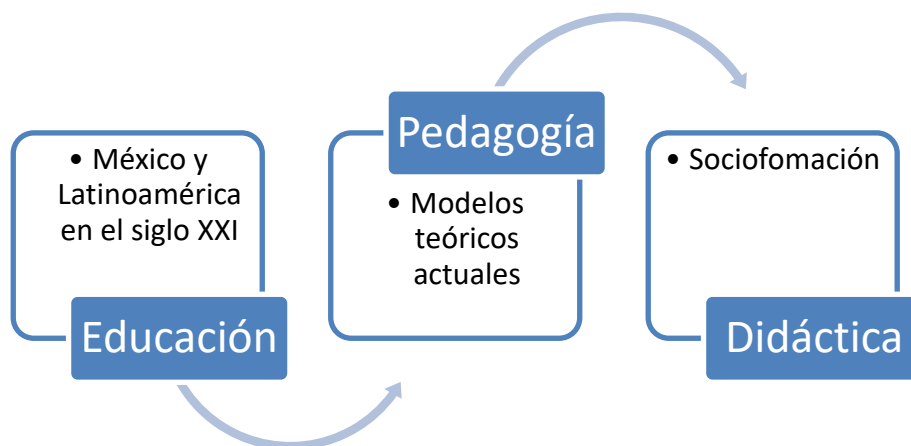 • México y
Latinoamérica
en el siglo XXI
Educación
Pedagogía
• Modelos
teóricos
actuales
• Sociofomación
Didáctica